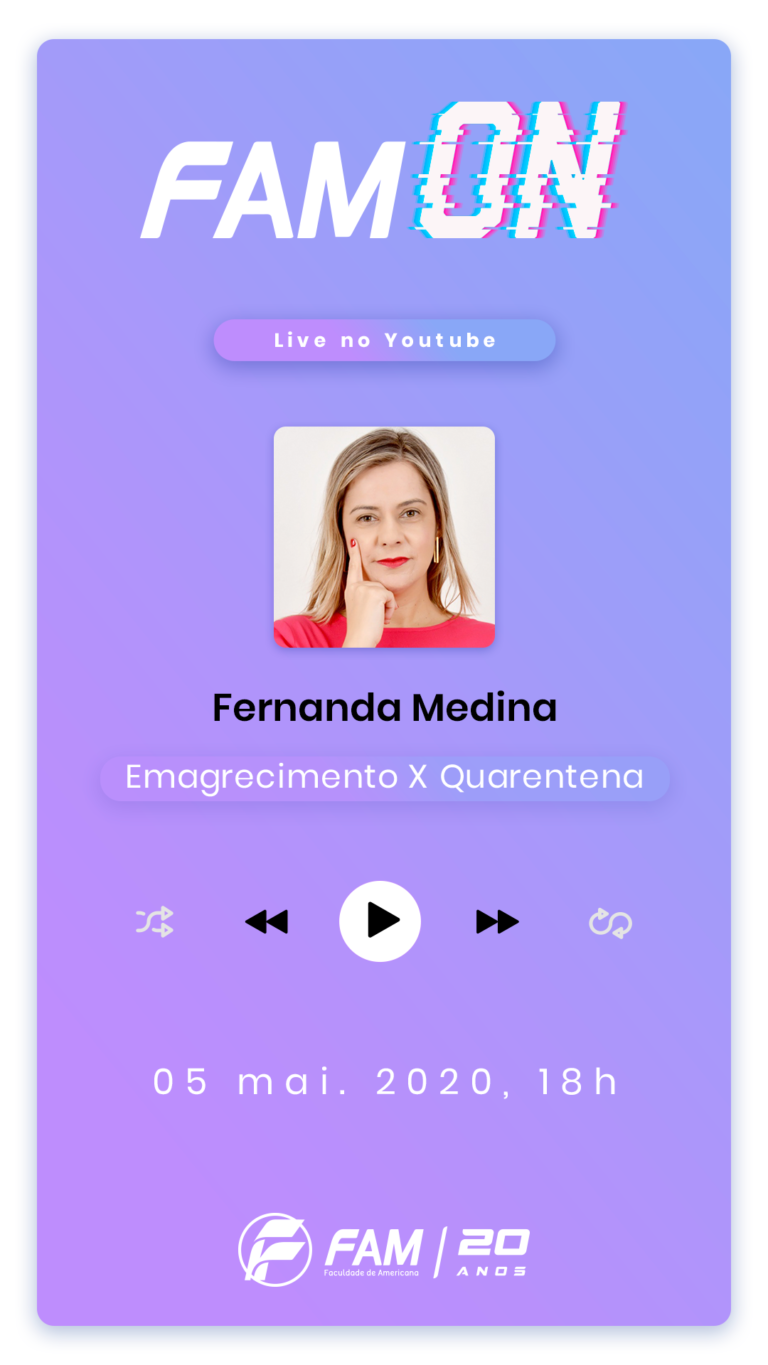 FAM ON
Live no Youtube
Fernanda Medina
Emagrecimento X Quarentena
05 mai. 2020, 18h
FAM | 20
Faculdade de Americana ANOS